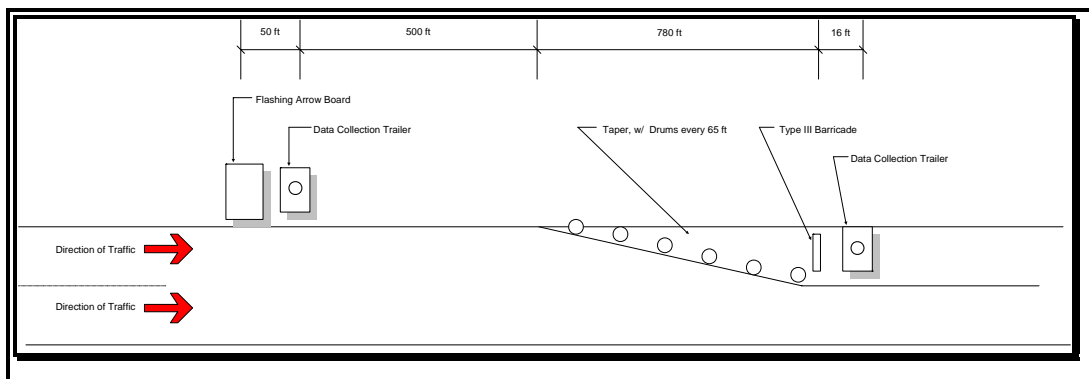 50 ft
500 ft
780 ft
16 ft
Flashing Arrow Board
Data Collection Trailer
Taper, w/ Drums every 65 ft
Type III Barricade
Data Collection Trailer
Direction of Traffic
Direction of Traffic